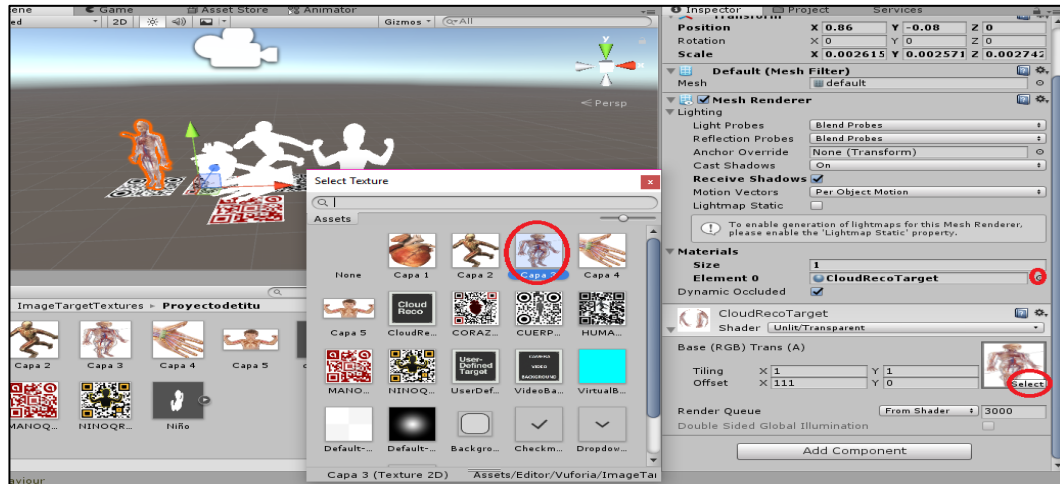 cene
Game
Asset Store
Animator
ed
2D
Gizmos
All
y
Persp
Select Texture
x
Assets
None
Capa 1
Capa 2
Capa 3
Capa 4
Capa 5
CloudRe...
CORAZ...
CUERP...
HUMA...
Cloud
Reco
MANO...
NINOQ...
UserDef...
VideoBa...
VirtualB...
User-
Defined
Target
CAMERA
VIDEO
BACKGROUND
Default-...
Default-...
Backgro...
Checkm...
Dropdow...
Capa 3 (Texture 2D)
Assets/Editor/Vuforia/ImageTar
ImageTargetTextures ▸ Proyectodetitu
Capa 2
Capa 3
Capa 4
Capa 5
MANOQ...
NINOQR...
Niño
aviour
Inspector
Project
Services
Transform
Position X 0.86 Y -0.08 Z 0
Rotation X 0 Y 0 Z 0
Scale X 0.002615 Y 0.002571 Z 0.002742
Default (Mesh Filter)
Mesh default
Mesh Renderer
Lighting
Light Probes Blend Probes
Reflection Probes Blend Probes
Anchor Override None (Transform)
Cast Shadows On
Receive Shadows
Motion Vectors Per Object Motion
Lightmap Static
To enable generation of lightmaps for this Mesh Renderer,
please enable the 'Lightmap Static' property.
Materials
Size 1
Element 0 CloudRecoTarget
Dynamic Occluded
CloudRecoTarget
Shader Unlit/Transparent
Base (RGB) Trans (A)
Tiling X 1 Y 1
Offset X 111 Y 0
Select
Render Queue From Shader 3000
Double Sided Global Illumination
Add Component